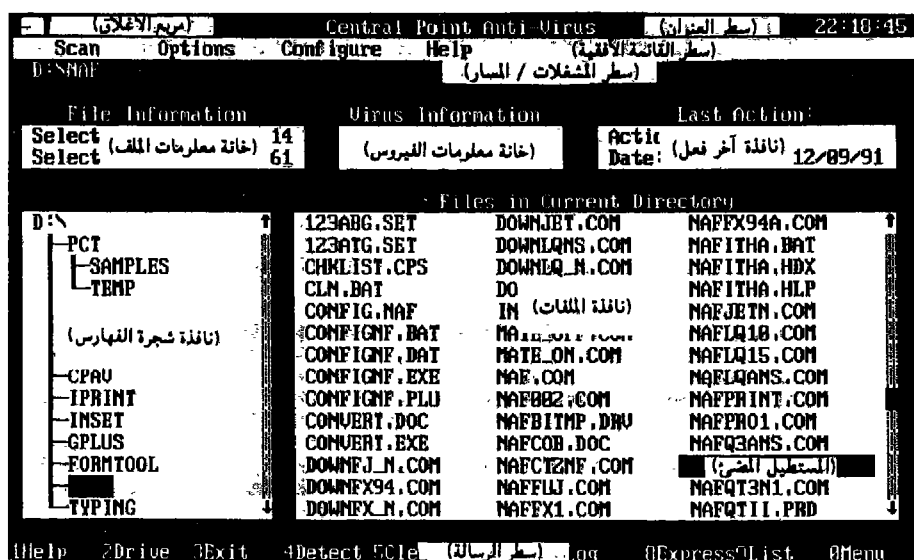 (مربع الأغلاق) Central Point Anti-Virus (سطر العنوان) 22:18:45
Scan Options Configure Help (سطر القائمة الأفقية)
D:\NAF (سطر المشغلات / المسار)
File Information Virus Information Last Action:
Select 14
Select 61
(خانة معلومات الملف)
(خانة معلومات الفيروس)
Date: 12/09/91
(نافذة آخر فعل)
Files in Current Directory
D:\
PCT
SAMPLES
TEMP
(نافذة شجرة الفهارس)
CPAV
IPRINT
INSET
GPLUS
FORMTOOL
TYPING
123ABG.SET DOWNJET.COM NAFFX94A.COM
123ATG.SET DOWNLQNS.COM NAFITHA.BAT
CHKLIST.CPS DOWNLQ_N.COM NAFITHA.HDX
CLN.BAT DO NAFITHA.HLP
CONFIG.NAF IN (نافذة الملفات) NAFJETN.COM
CONFIGNF.BAT NAFLQ10.COM
CONFIGNF.DAT MATE_ON.COM NAFLQ15.COM
CONFIGNF.EXE NAF.COM NAFLQANS.COM
CONFIGNF.PLU NAF802.COM NAFPRINT.COM
CONVERT.DOC NAFBITMP.DRV NAFPRO1.COM
CONVERT.EXE NAFCOB.DOC NAFQ3ANS.COM
DOWNFJ_N.COM NAFCTZNF.COM (المستطيل المضيء)
DOWNFX94.COM NAFFUJ.COM NAFQT3N1.COM
DOWNFX_N.COM NAFFX1.COM NAFQTII.PRD
1Help 2Drive 3Exit 4Detect 5Cle (سطر الرسالة) 8Express 9List 0Menu